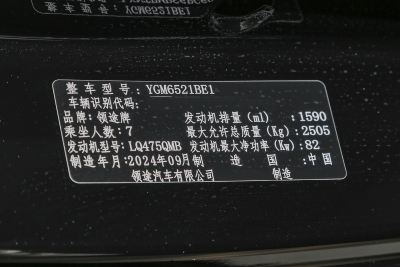 整车型号: YGM6521BE1
车辆识别代码:
品牌: 领途牌 发动机排量(ml):1590
乘坐人数:7 最大允许总质量(Kg):2505
发动机型号: LQ475QMB 发动机最大净功率(Kw):82
制造年月:2024年09月 制造国:中国
领途汽车有限公司 制造